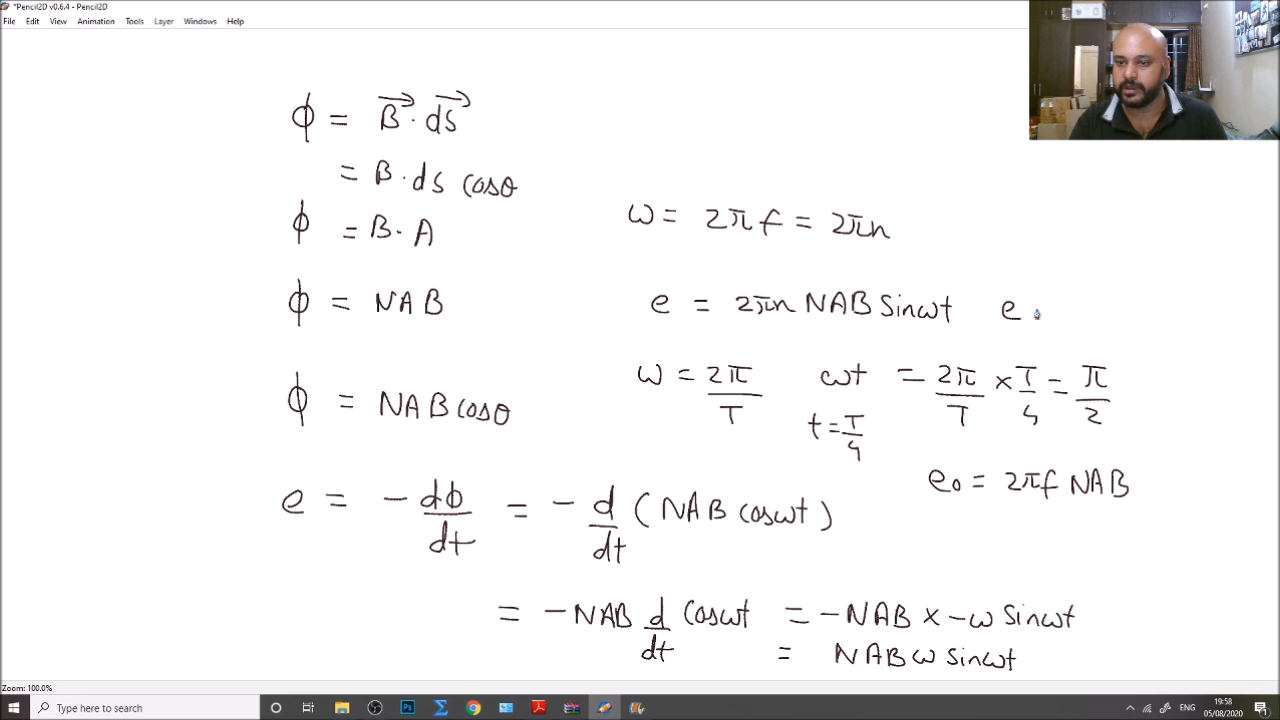 *Pencil2D v0.6.4 - Pencil2D
File Edit View Animation Tools Layer Windows Help
ϕ = B⃗ · ds⃗
= B · ds cosθ
ϕ = B · A
ϕ = NAB
ϕ = NAB cosθ
e = - dϕ/dt = - d/dt (NAB cosωt)
= - NAB d/dt cosωt = - NAB × - ω sinωt
= NAB ω sinωt
ω = 2πf = 2πn
e = 2πn NAB sinωt e
ω = 2π/T ωt = 2π/T × T/4 = π/2
t = T/4
e₀ = 2πf NAB
Zoom: 100.0%
Type here to search
ENG
19:58
05/08/2020